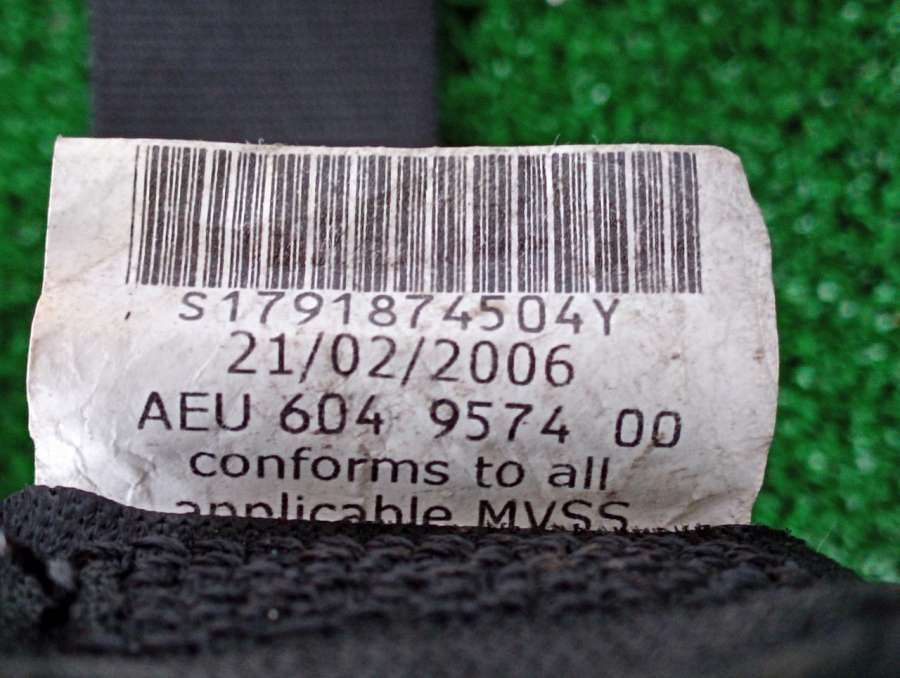 S1791874504Y
21/02/2006
AEU 604 9574 00
conforms to all
applicable MVSS